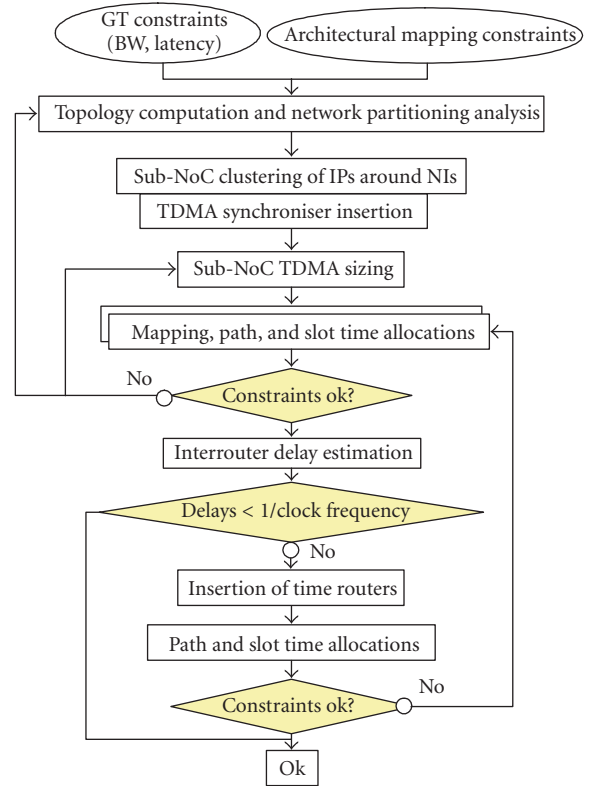 GT constraints
(BW, latency)
Architectural mapping constraints
Topology computation and network partitioning analysis
Sub-NoC clustering of IPs around NIs
TDMA synchroniser insertion
Sub-NoC TDMA sizing
Mapping, path, and slot time allocations
No
Constraints ok?
Interrouter delay estimation
Delays < 1/clock frequency
No
Insertion of time routers
Path and slot time allocations
No
Constraints ok?
Ok